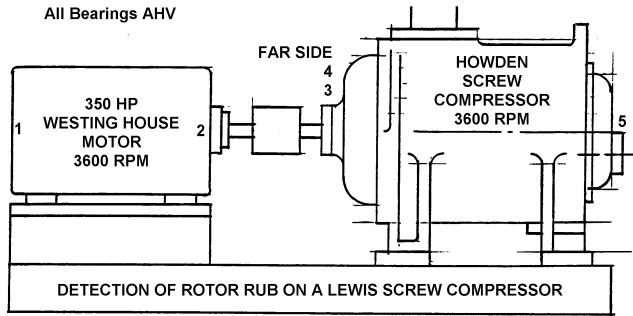 All Bearings AHV
FAR SIDE
4
3
HOWDEN
SCREW
COMPRESSOR
3600 RPM
350 HP
WESTING HOUSE
MOTOR
3600 RPM
1
2
5
DETECTION OF ROTOR RUB ON A LEWIS SCREW COMPRESSOR